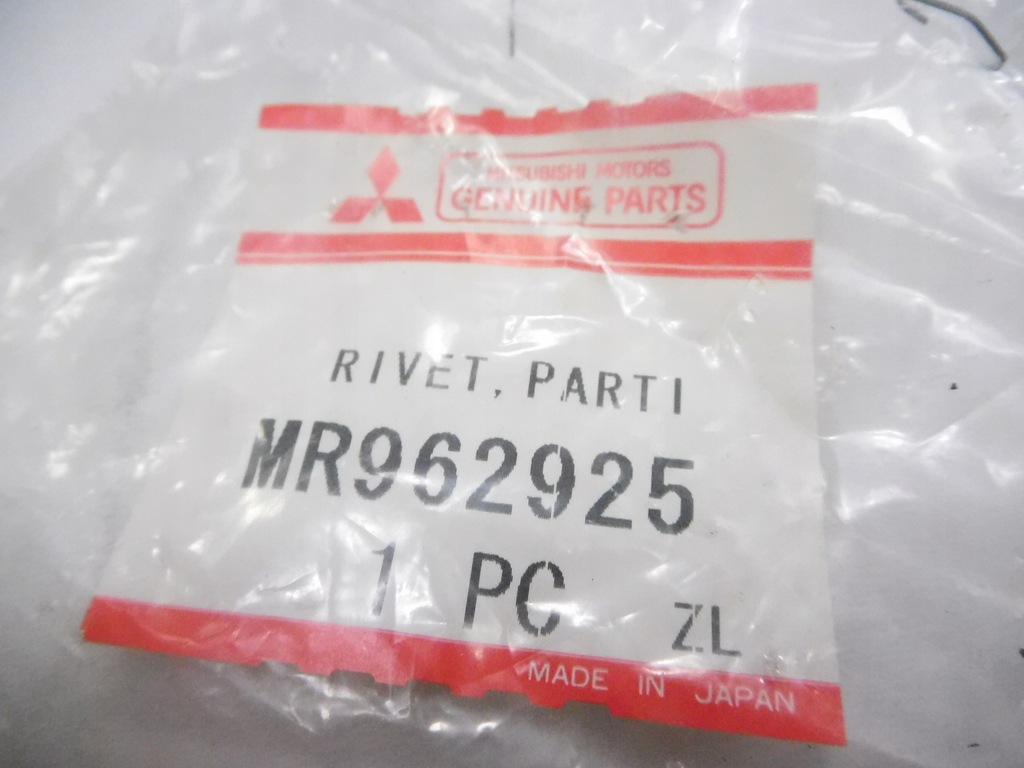 MITSUBISHI MOTORS
GENUINE PARTS
RIVET, PARTI
MR962925
1 PC ZL
MADE IN JAPAN